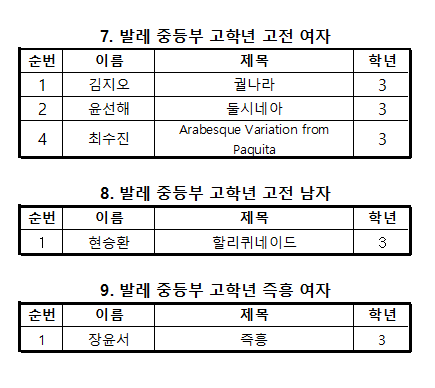 7. 발레 중등부 고학년 고전 여자
순번 이름 제목 학년
1 김지오 궐나라 3
2 윤선해 둘시네아 3
4 최수진 Arabesque Variation from Paquita 3
8. 발레 중등부 고학년 고전 남자
순번 이름 제목 학년
1 현승환 할리퀴네이드 3
9. 발레 중등부 고학년 즉흥 여자
순번 이름 제목 학년
1 장윤서 즉흥 3